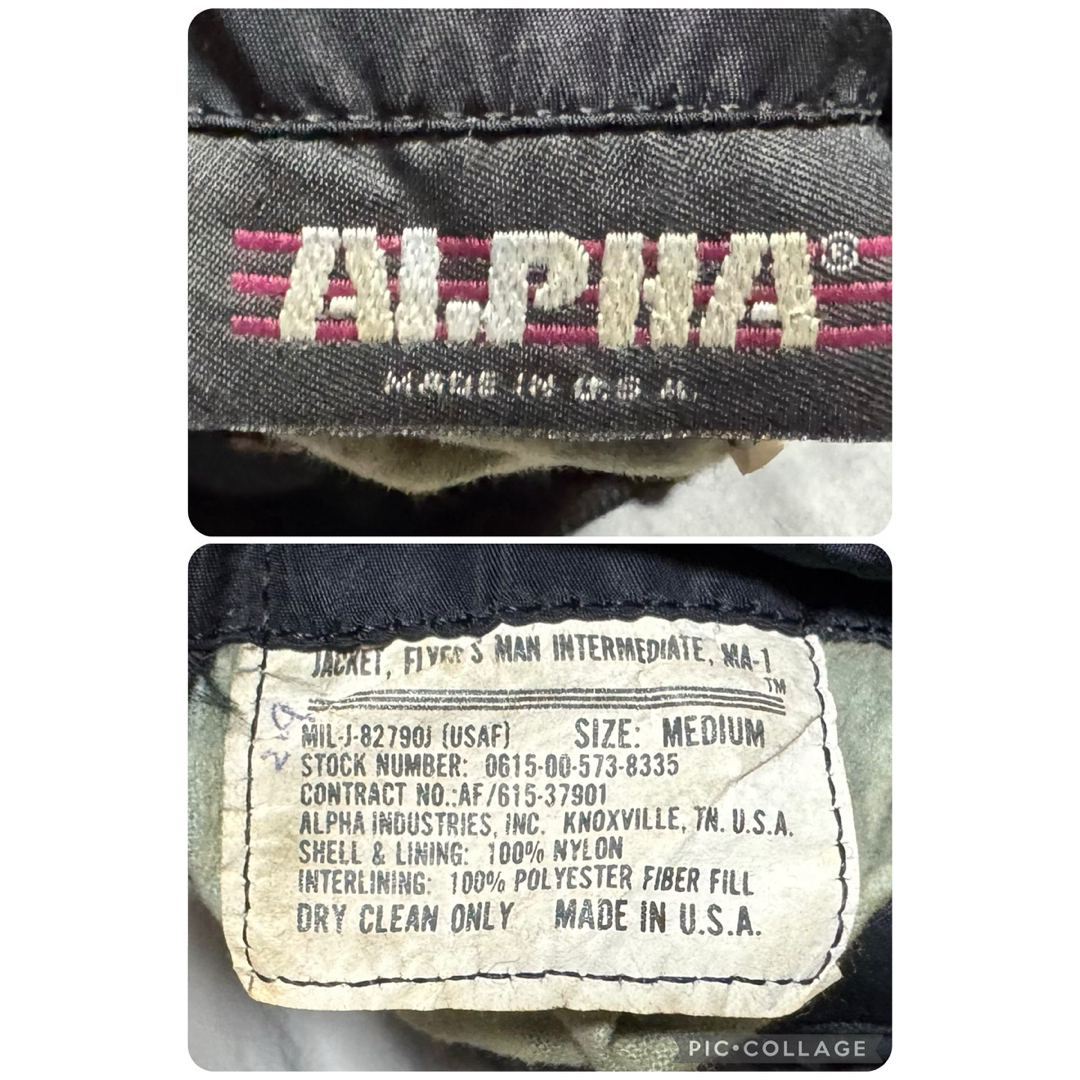 ALPHA®
MADE IN U.S.A.
JACKET, FLYER'S MAN INTERMEDIATE, MA-1
TM
MIL-J-82790J (USAF) SIZE: MEDIUM
STOCK NUMBER: 0615-00-573-8335
CONTRACT NO.:AF/615-37901
ALPHA INDUSTRIES, INC. KNOXVILLE, TN. U.S.A.
SHELL & LINING: 100% NYLON
INTERLINING: 100% POLYESTER FIBER FILL
DRY CLEAN ONLY MADE IN U.S.A.
PIC•COLLAGE